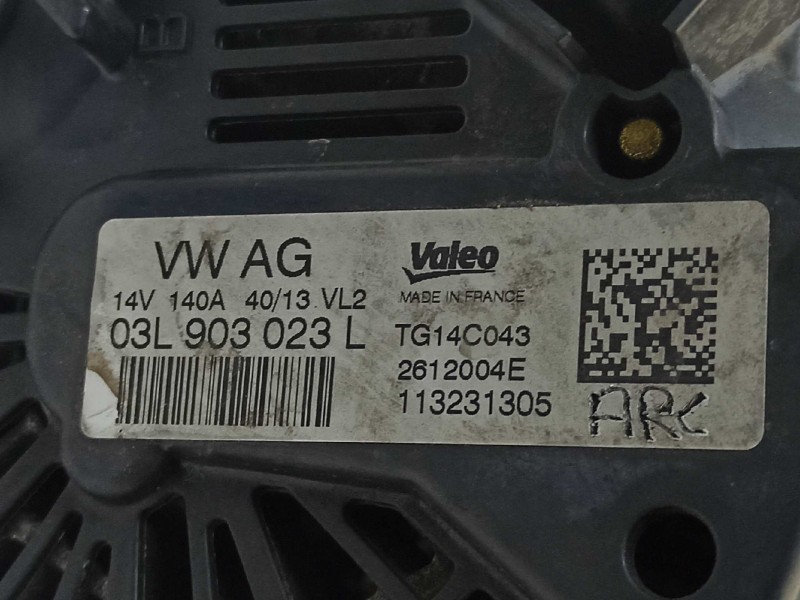 B
VW AG
14V 140A 40/13 VL2
03L 903 023 L
Valeo
MADE IN FRANCE
TG14C043
2612004E
113231305
ARC